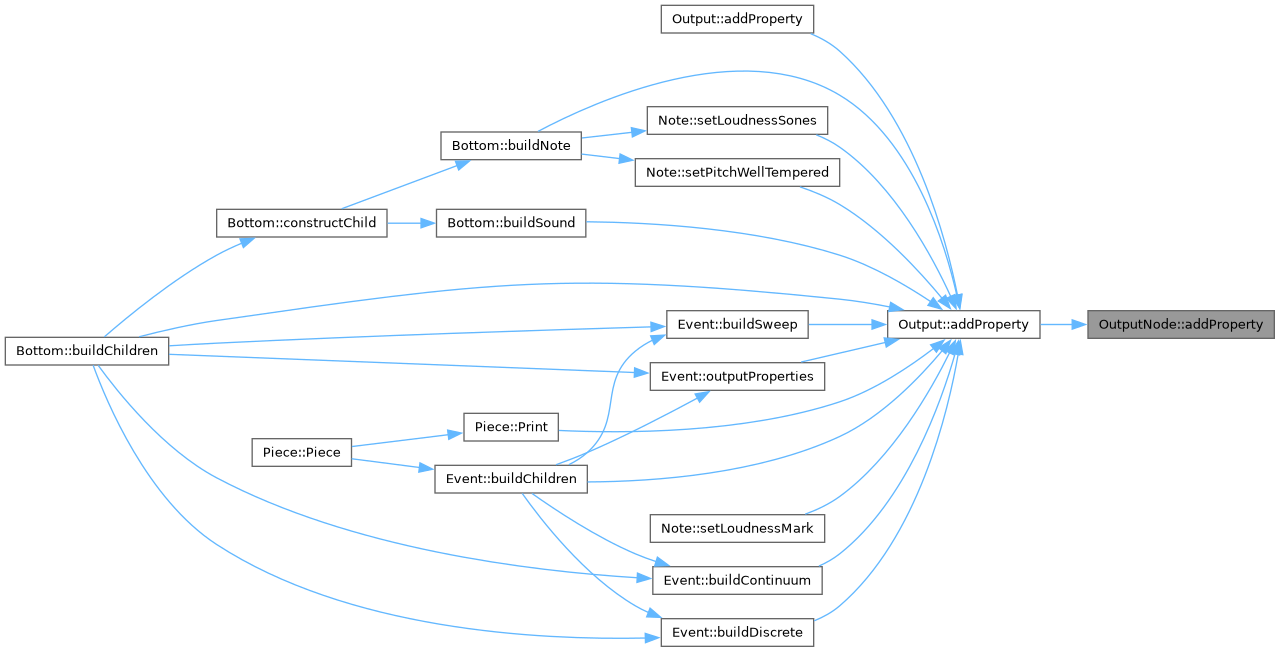 Output::addProperty
Note::setLoudnessSones
Bottom::buildNote
Note::setPitchWellTempered
Bottom::constructChild
Bottom::buildSound
Event::buildSweep
Output::addProperty
OutputNode::addProperty
Bottom::buildChildren
Event::outputProperties
Piece::Print
Piece::Piece
Event::buildChildren
Note::setLoudnessMark
Event::buildContinuum
Event::buildDiscrete